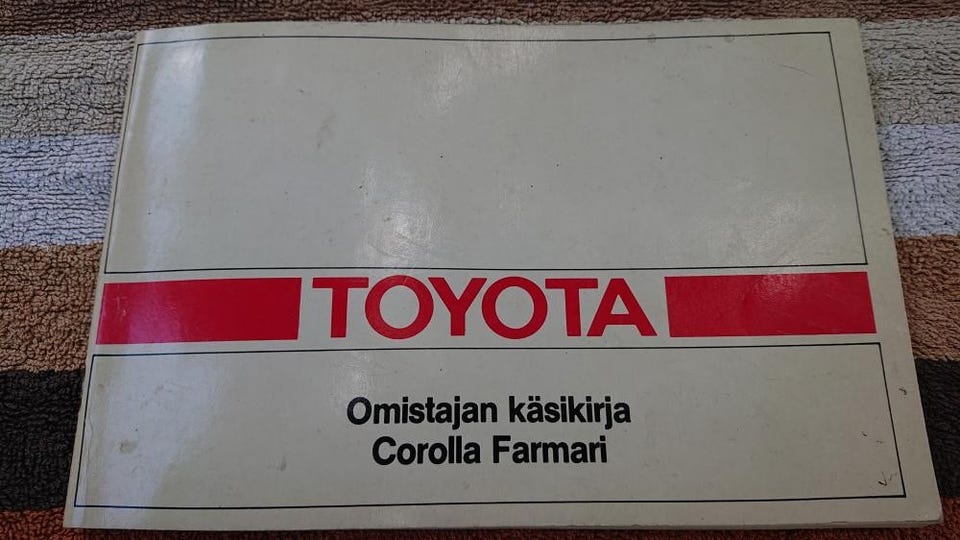 TOYOTA
Omistajan käsikirja
Corolla Farmari